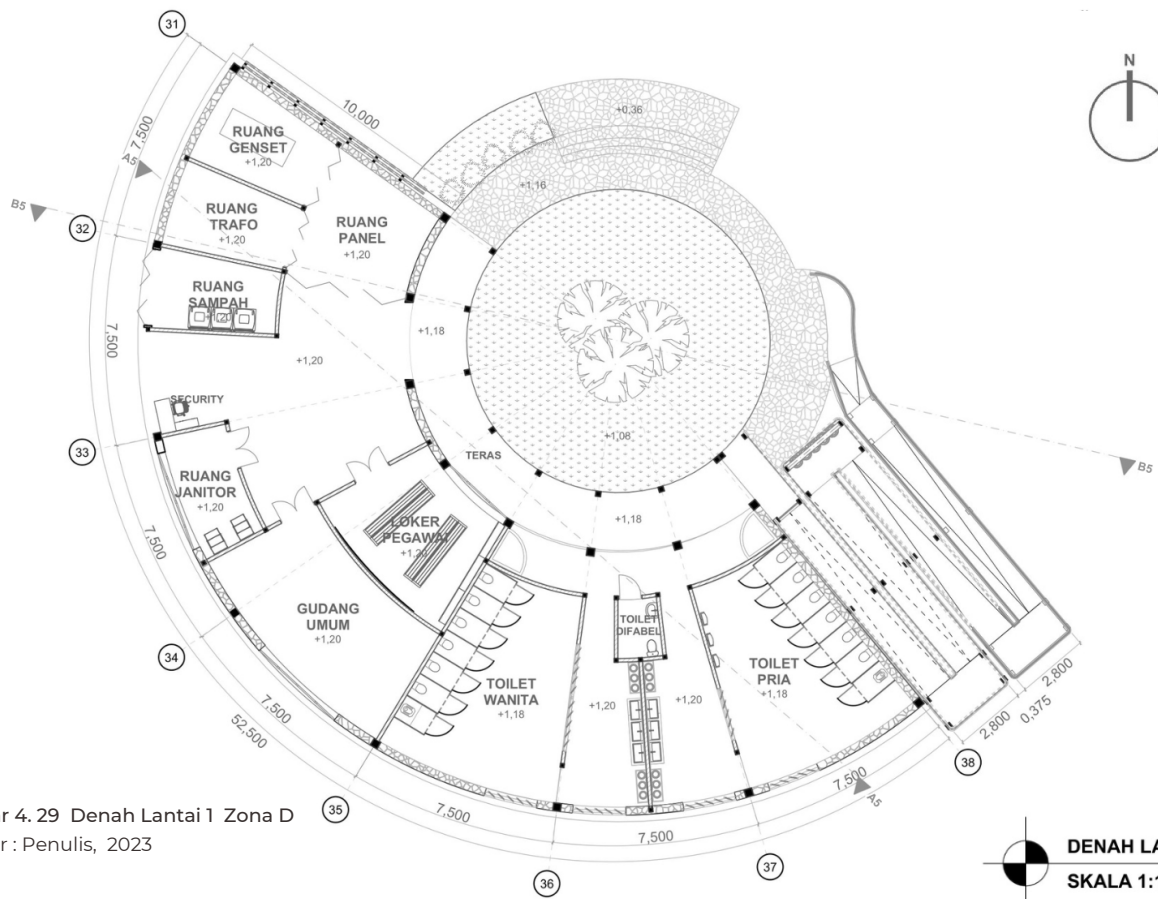 31
N
10,000
+0,36
7,500
RUANG
GENSET
+1,20
A5
+1,16
B5
RUANG
TRAFO
+1,20
RUANG
PANEL
+1,20
32
RUANG
SAMPAH
7,500
+1,20
+1,18
SECURITY
+1,08
33
TERAS
B5
RUANG
JANITOR
+1,20
LOKER
PEGAWAI
+1,20
+1,18
7,500
GUDANG
UMUM
+1,20
TOILET
DIFABEL
34
TOILET
WANITA
+1,18
TOILET
PRIA
+1,18
+1,20
+1,20
2,800
0,375
2,800
7,500
52,500
38
35
7,500
7,500
7,500
A5
36
37
r 4. 29 Denah Lantai 1 Zona D
r : Penulis, 2023
DENAH LA
SKALA 1:1